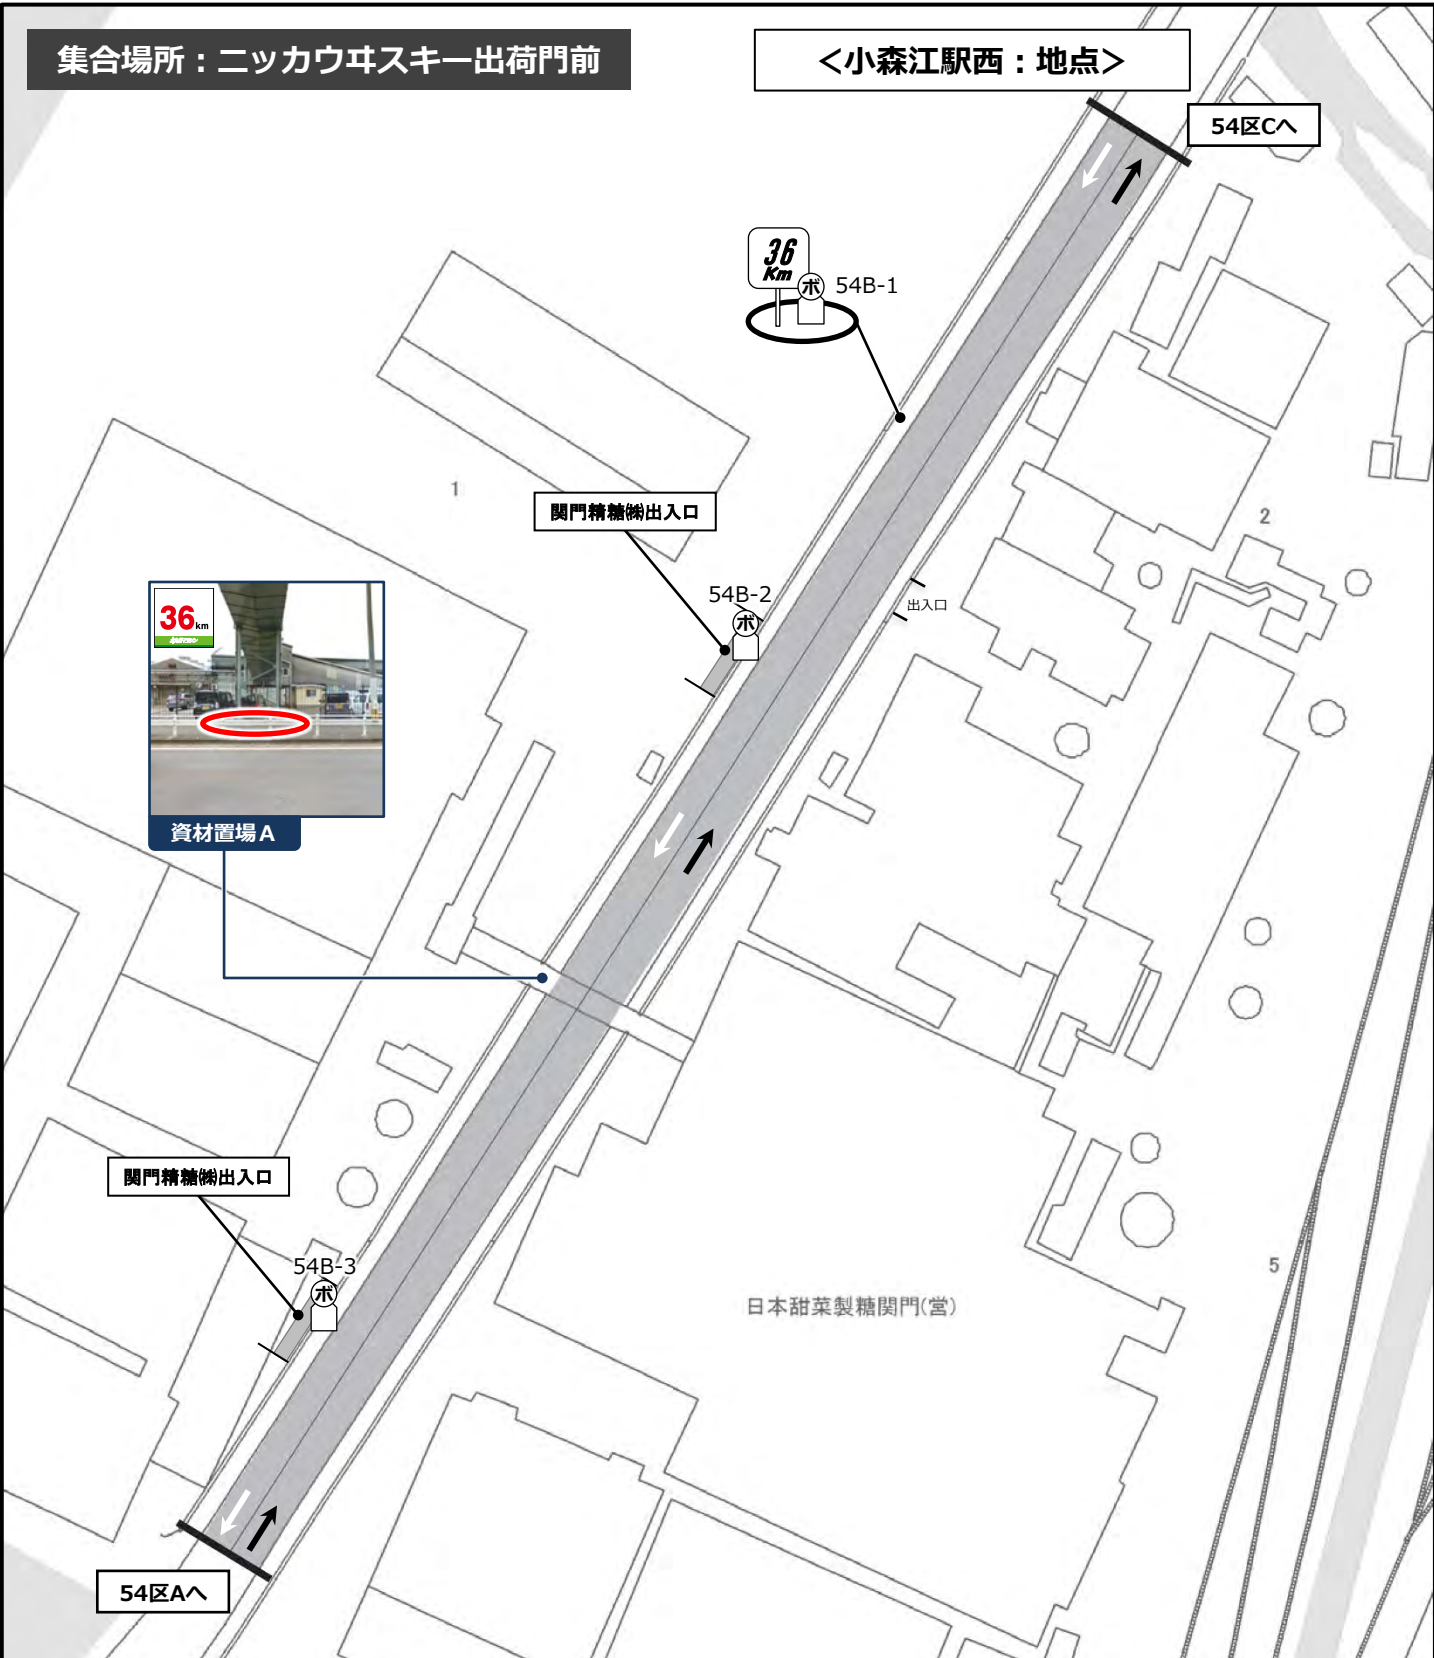 集合場所：ニッカウヰスキー出荷門前
＜小森江駅西：地点＞
54区Cへ
36
Km
ボ
54B-1
1
関門精糖㈱出入口
2
54B-2
ボ
出入口
36km
資材置場A
関門精糖㈱出入口
54B-3
ボ
5
日本甜菜製糖関門(営)
54区Aへ